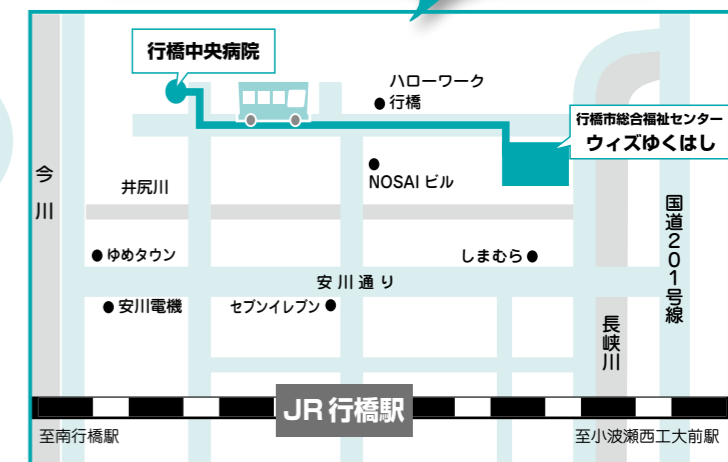 行橋中央病院
ハローワーク
行橋
行橋市総合福祉センター
ウィズゆくはし
今川
井尻川
NOSAI ビル
国道201号線
ゆめタウン
しまむら
安川通り
安川電機
セブンイレブン
長峡川
JR 行橋駅
至南行橋駅
至小波瀬西工大前駅